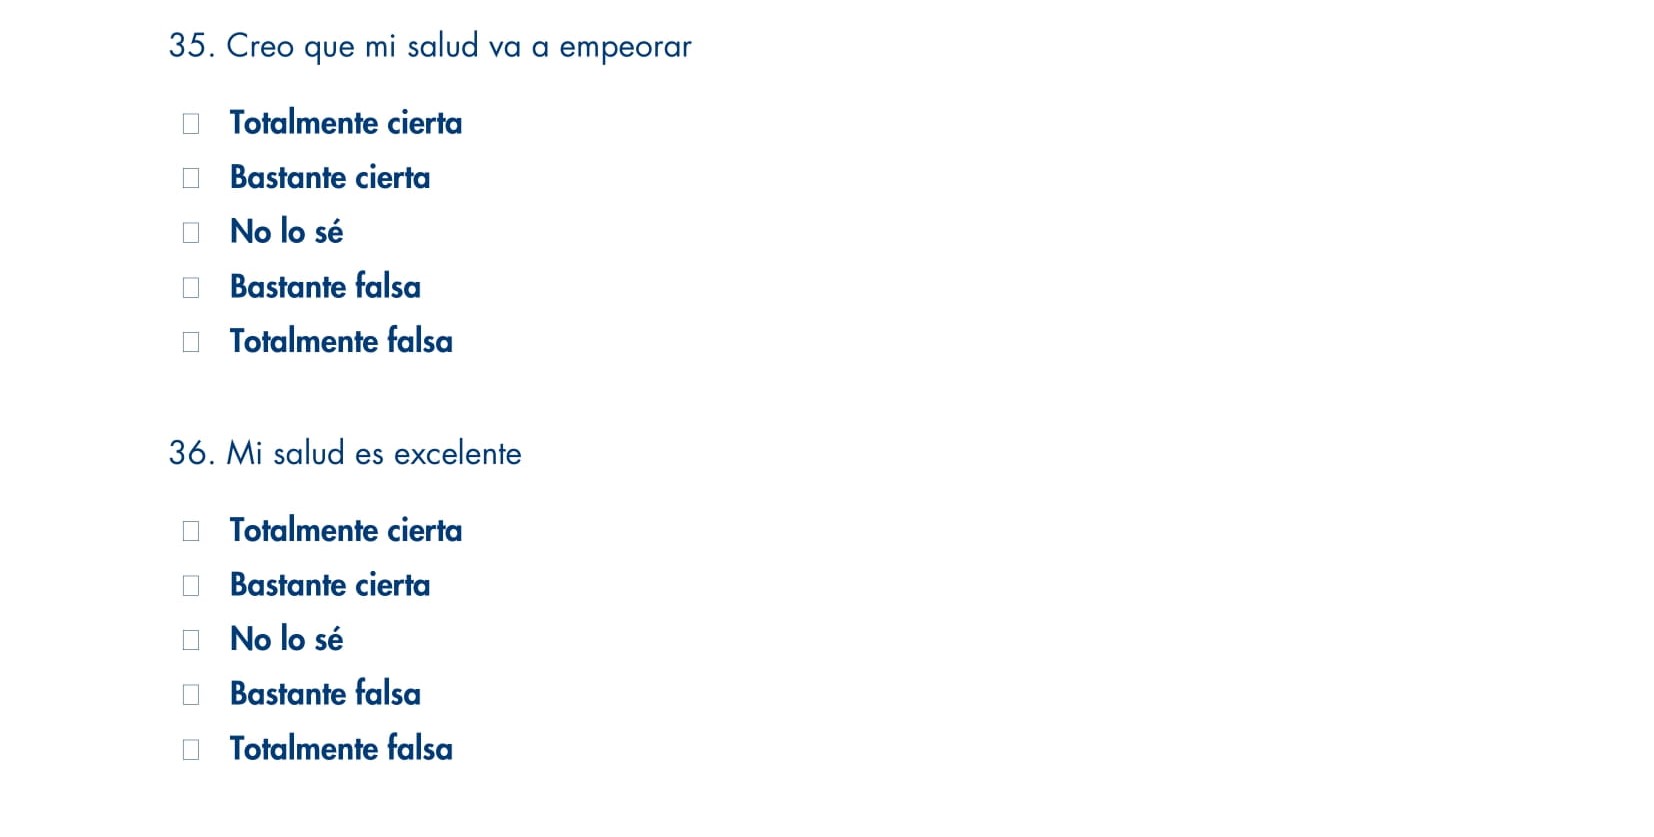 35. Creo que mi salud va a empeorar
Totalmente cierta
Bastante cierta
No lo sé
Bastante falsa
Totalmente falsa
36. Mi salud es excelente
Totalmente cierta
Bastante cierta
No lo sé
Bastante falsa
Totalmente falsa